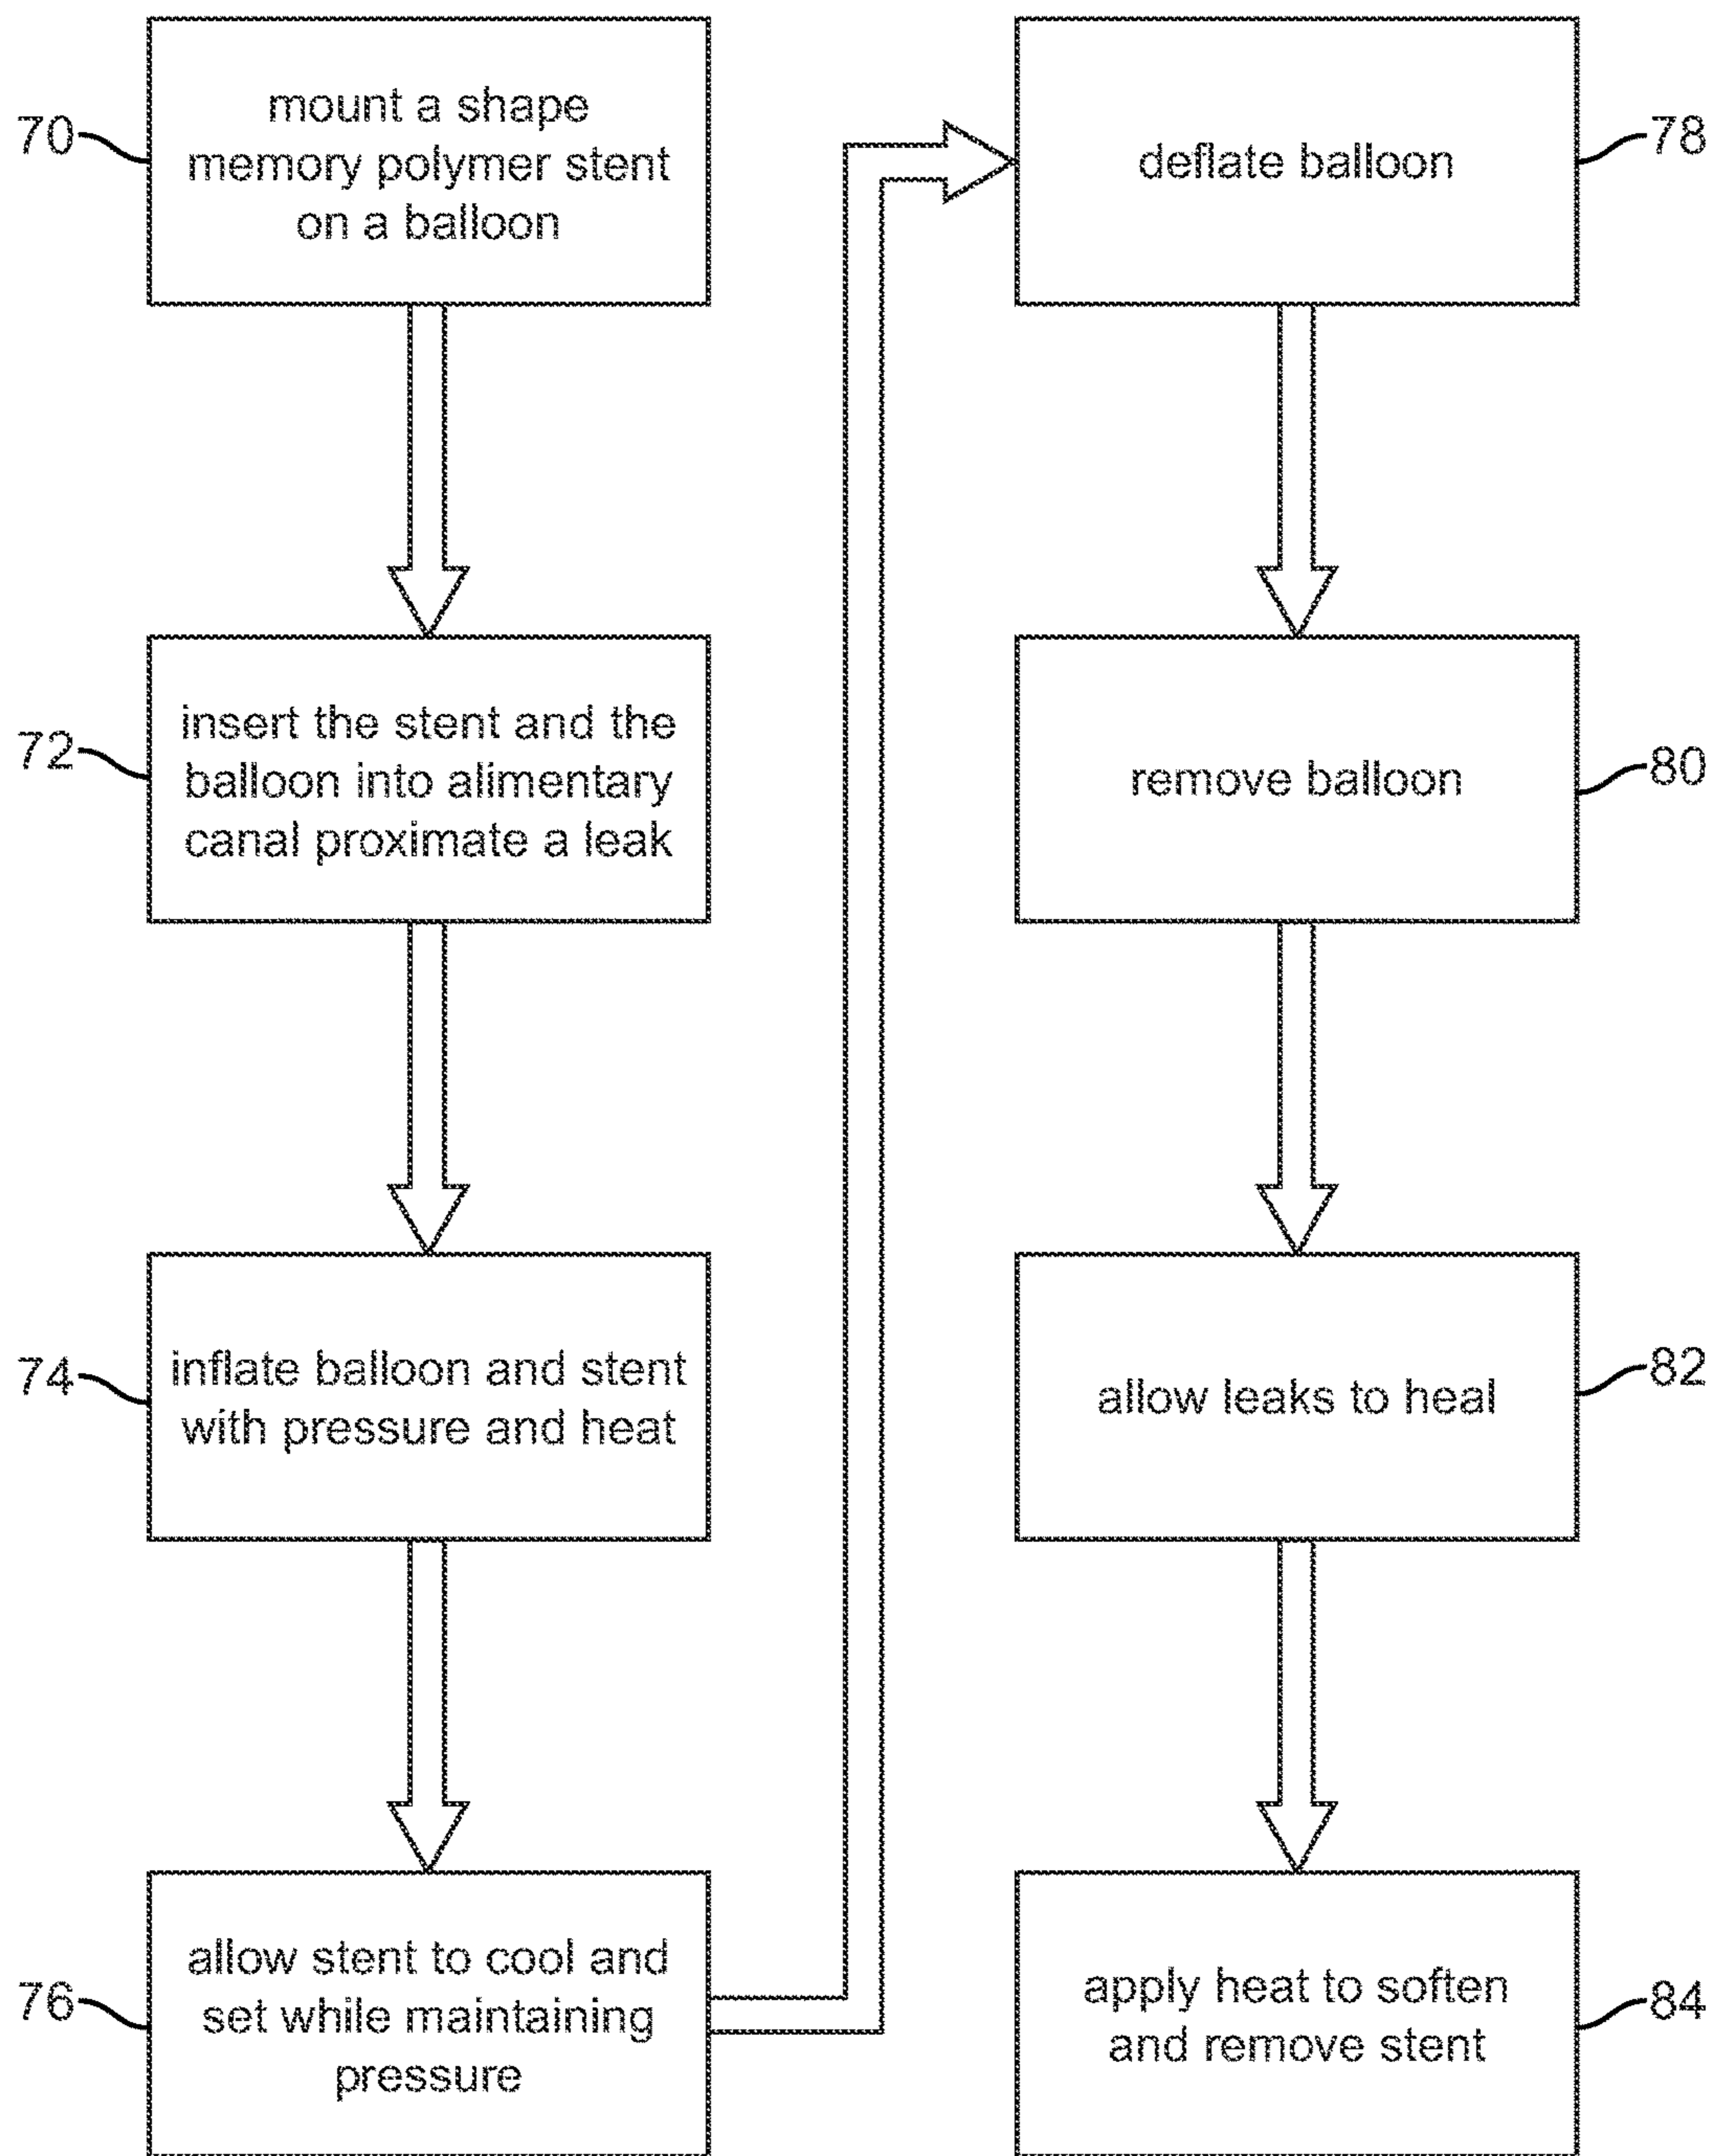 70
mount a shape
memory polymer stent
on a balloon
72
insert the stent and the
balloon into alimentary
canal proximate a leak
74
inflate balloon and stent
with pressure and heat
76
allow stent to cool and
set while maintaining
pressure
deflate balloon
78
remove balloon
80
allow leaks to heal
82
apply heat to soften
and remove stent
84